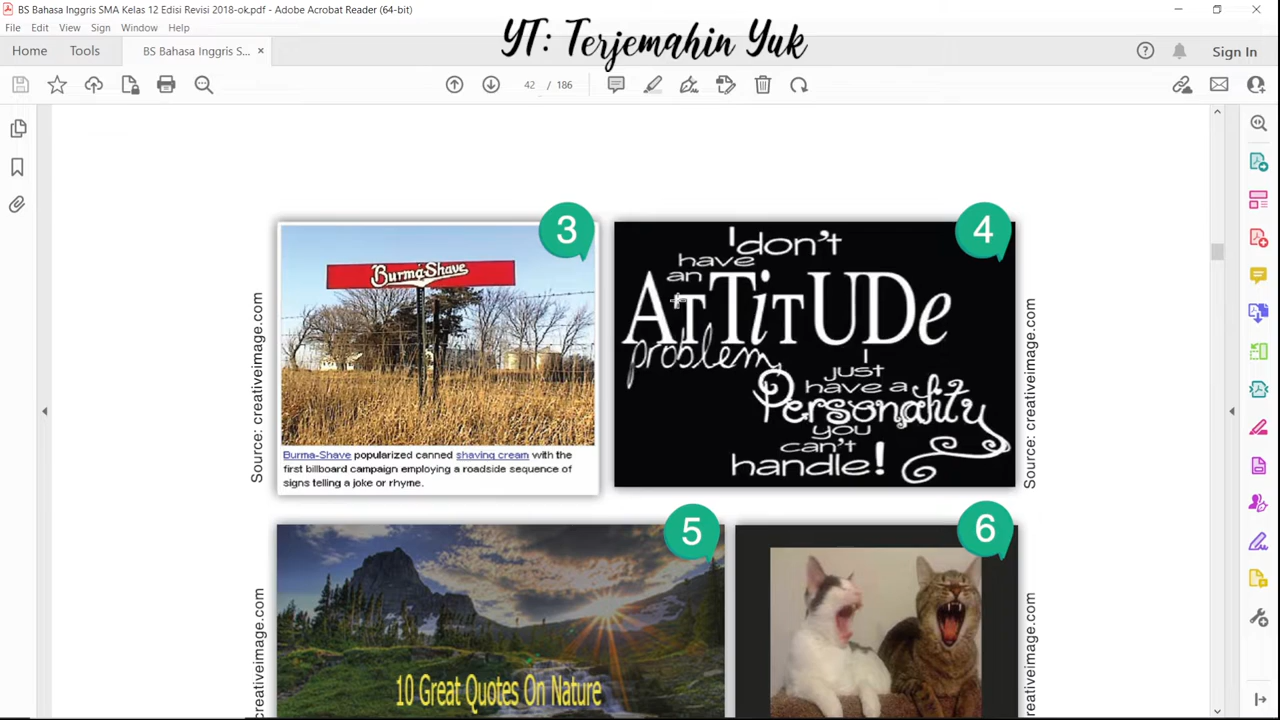 BS Bahasa Inggris SMA Kelas 12 Edisi Revisi 2018-ok.pdf - Adobe Acrobat Reader (64-bit)
YT: Terjemahin Yuk
File Edit View Sign Window Help
Home Tools BS Bahasa Inggris S... × Sign In
42 / 186
3
Burma-Shave
Burma-Shave popularized canned shaving cream with the
first billboard campaign employing a roadside sequence of
signs telling a joke or rhyme.
Source: creativeimage.com
4
I don't
have
an
ATTiTUDe
problem,
I
just
have a
Personality
you
can't
handle!
Source: creativeimage.com
5
10 Great Quotes On Nature
creativeimage.com
6
creativeimage.com